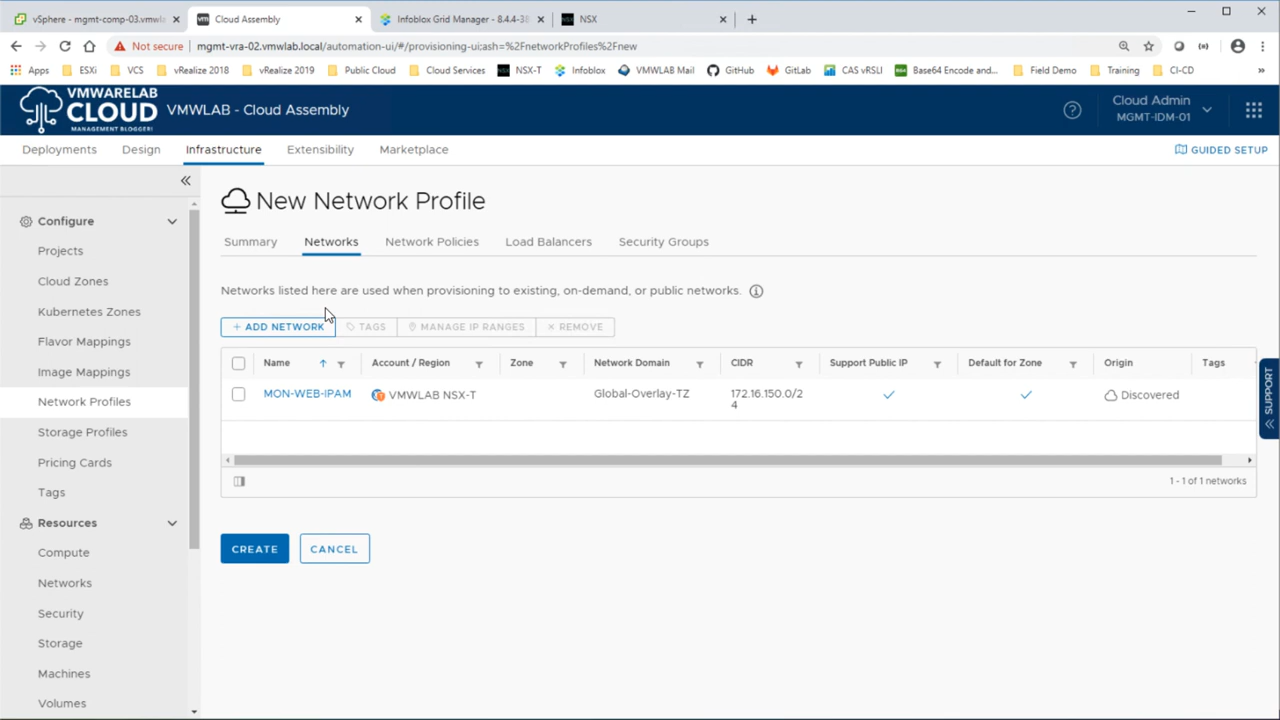 vSphere - mgmt-comp-03.vmwla
Cloud Assembly
Infoblox Grid Manager - 8.4.4-38
NSX
Not secure
mgmt-vra-02.vmwlab.local/automation-ui/#/provisioning-ui;ash=%2FnetworkProfiles%2Fnew
Apps
ESXi
VCS
vRealize 2018
vRealize 2019
Public Cloud
Cloud Services
NSX-T
Infoblox
VMWLAB Mail
GitHub
GitLab
CAS vRSLI
Base64 Encode and...
Field Demo
Training
CI-CD
VMWARELAB
CLOUD
MANAGEMENT BLOGGER!
VMWLAB - Cloud Assembly
Cloud Admin
MGMT-IDM-01
Deployments
Design
Infrastructure
Extensibility
Marketplace
GUIDED SETUP
Configure
Projects
Cloud Zones
Kubernetes Zones
Flavor Mappings
Image Mappings
Network Profiles
Storage Profiles
Pricing Cards
Tags
Resources
Compute
Networks
Security
Storage
Machines
Volumes
New Network Profile
Summary
Networks
Network Policies
Load Balancers
Security Groups
Networks listed here are used when provisioning to existing, on-demand, or public networks.
+ ADD NETWORK
TAGS
MANAGE IP RANGES
× REMOVE
Name
Account / Region
Zone
Network Domain
CIDR
Support Public IP
Default for Zone
Origin
Tags
MON-WEB-IPAM
VMWLAB NSX-T
Global-Overlay-TZ
172.16.150.0/2
4
Discovered
1 - 1 of 1 networks
CREATE
CANCEL
SUPPORT